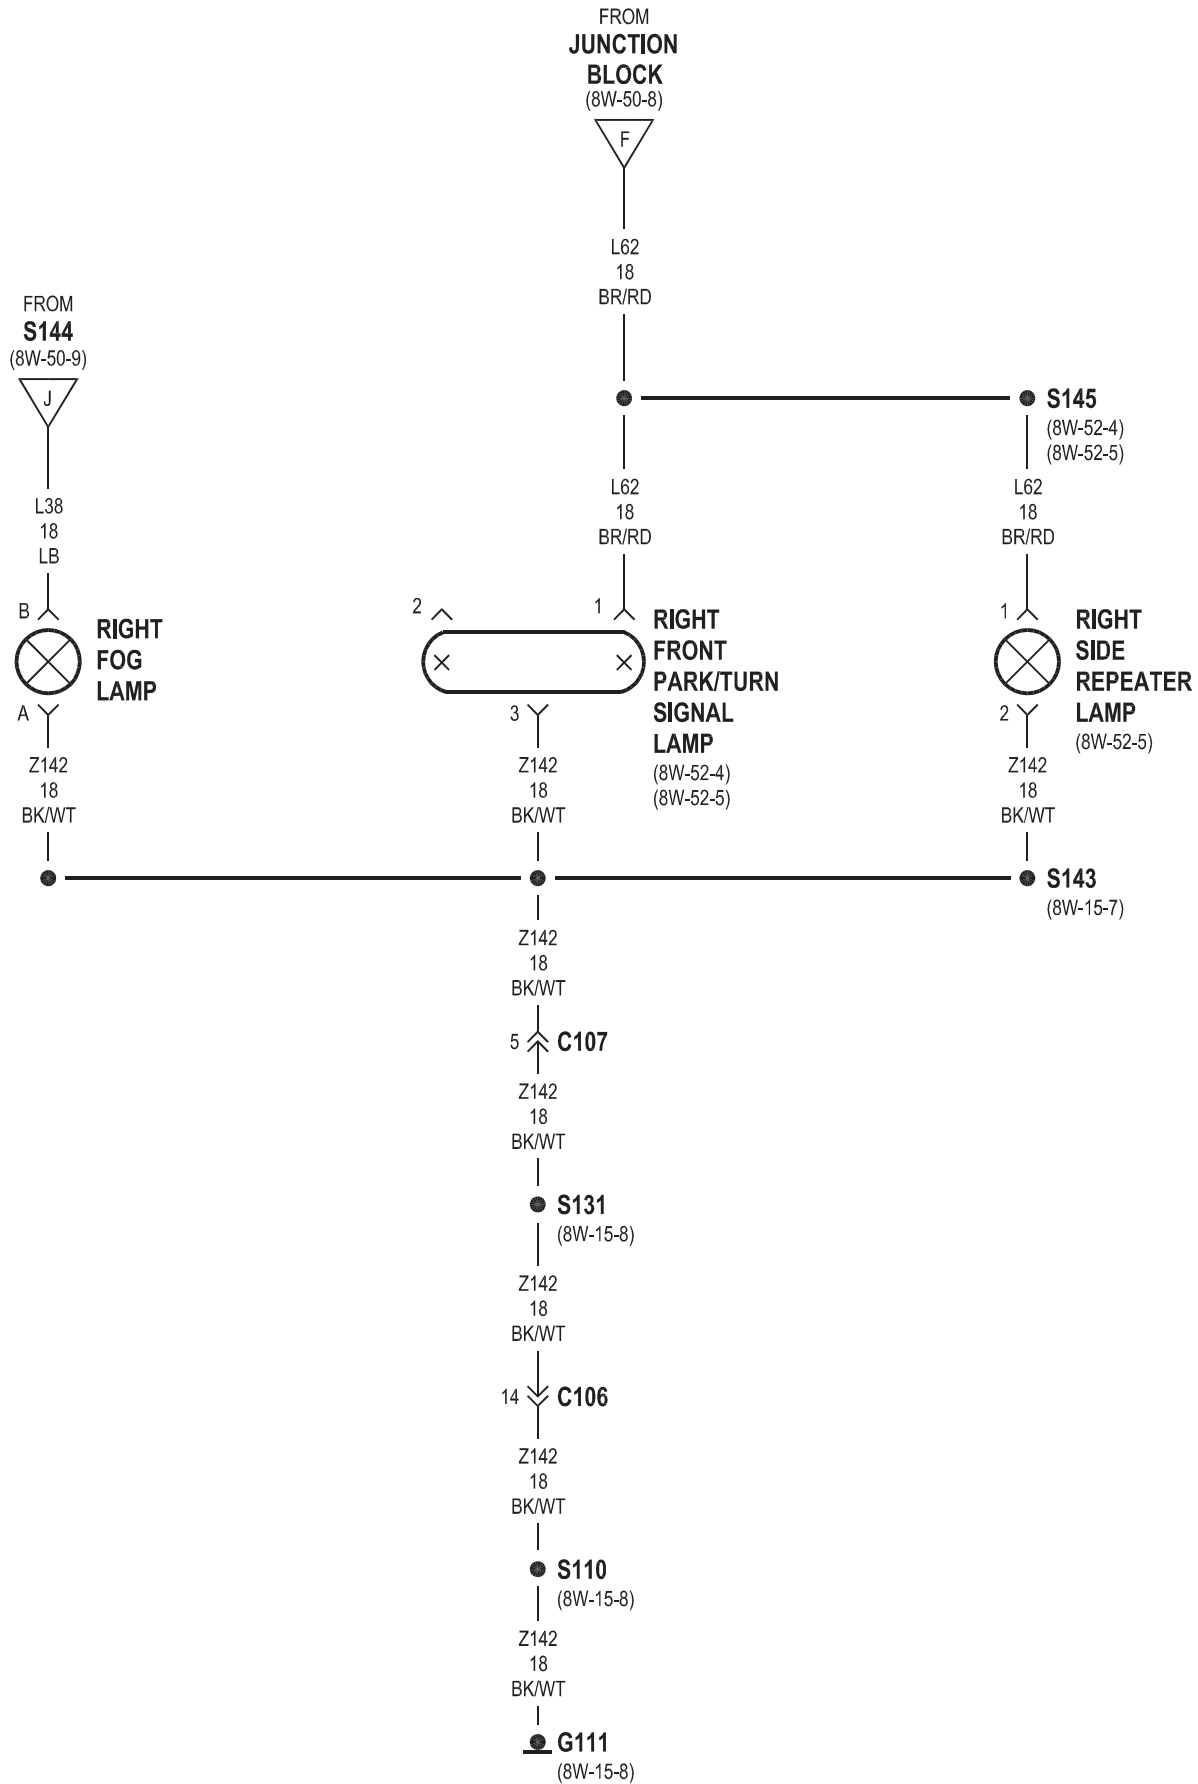 FROM
JUNCTION
BLOCK
(8W-50-8)
F
L62
18
BR/RD
FROM
S144
(8W-50-9)
J
S145
(8W-52-4)
(8W-52-5)
L38
18
LB
L62
18
BR/RD
L62
18
BR/RD
B
RIGHT
FOG
LAMP
A
2
1
RIGHT
FRONT
PARK/TURN
SIGNAL
LAMP
(8W-52-4)
(8W-52-5)
3
1
RIGHT
SIDE
REPEATER
LAMP
(8W-52-5)
2
Z142
18
BK/WT
Z142
18
BK/WT
Z142
18
BK/WT
S143
(8W-15-7)
Z142
18
BK/WT
5 C107
Z142
18
BK/WT
S131
(8W-15-8)
Z142
18
BK/WT
14 C106
Z142
18
BK/WT
S110
(8W-15-8)
Z142
18
BK/WT
G111
(8W-15-8)